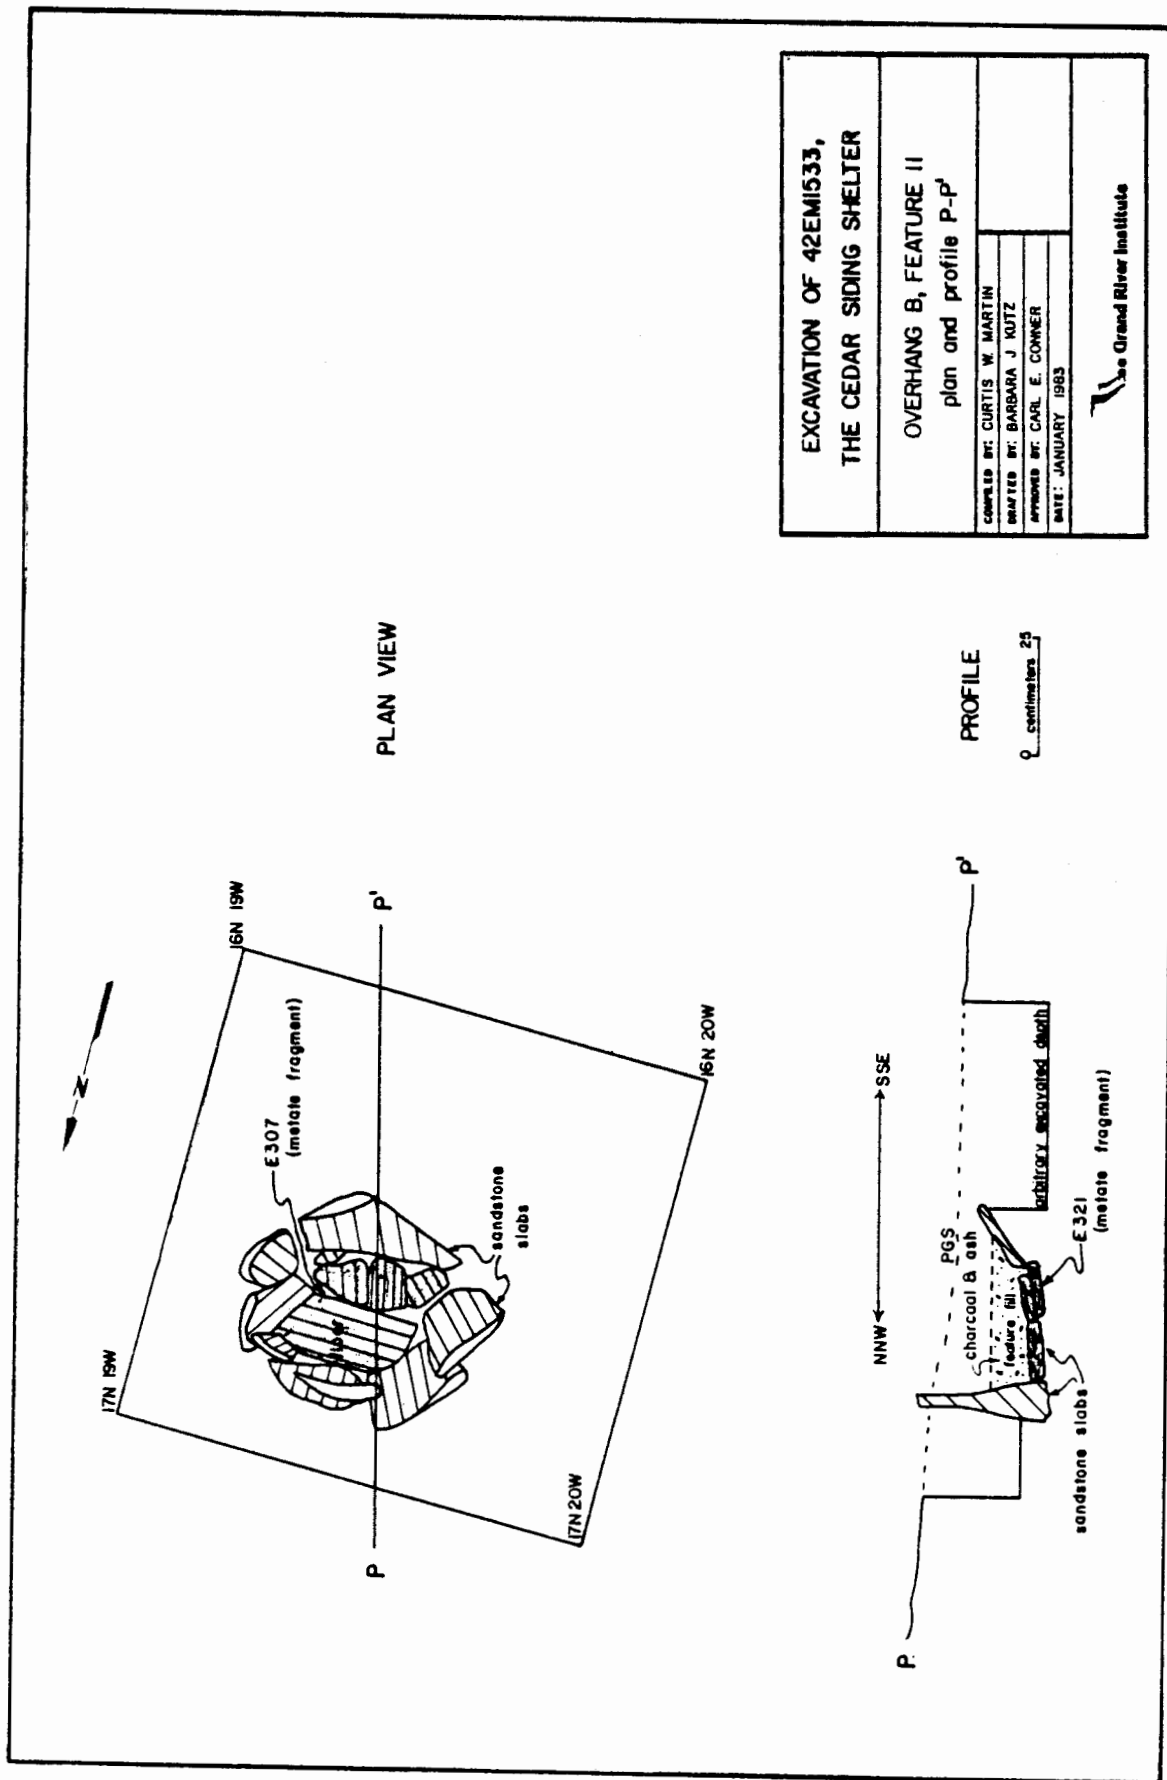 N
17N 19W
16N 19W
E307
(metate fragment)
PLAN VIEW
P
P'
floor
sandstone
slabs
17N 20W
16N 20W
NNW
SSE
P
PGS
P'
charcoal & ash
feature fill
arbitrary excavated depth
sandstone slabs
E321
(metate fragment)
PROFILE
0 centimeters 25
EXCAVATION OF 42EM1533,
THE CEDAR SIDING SHELTER
OVERHANG B, FEATURE 11
plan and profile P-P'
COMPILED BY: CURTIS W. MARTIN
DRAFTED BY: BARBARA J KUTZ
APPROVED BY: CARL E. CONNER
DATE: JANUARY 1983
Grand River Institute